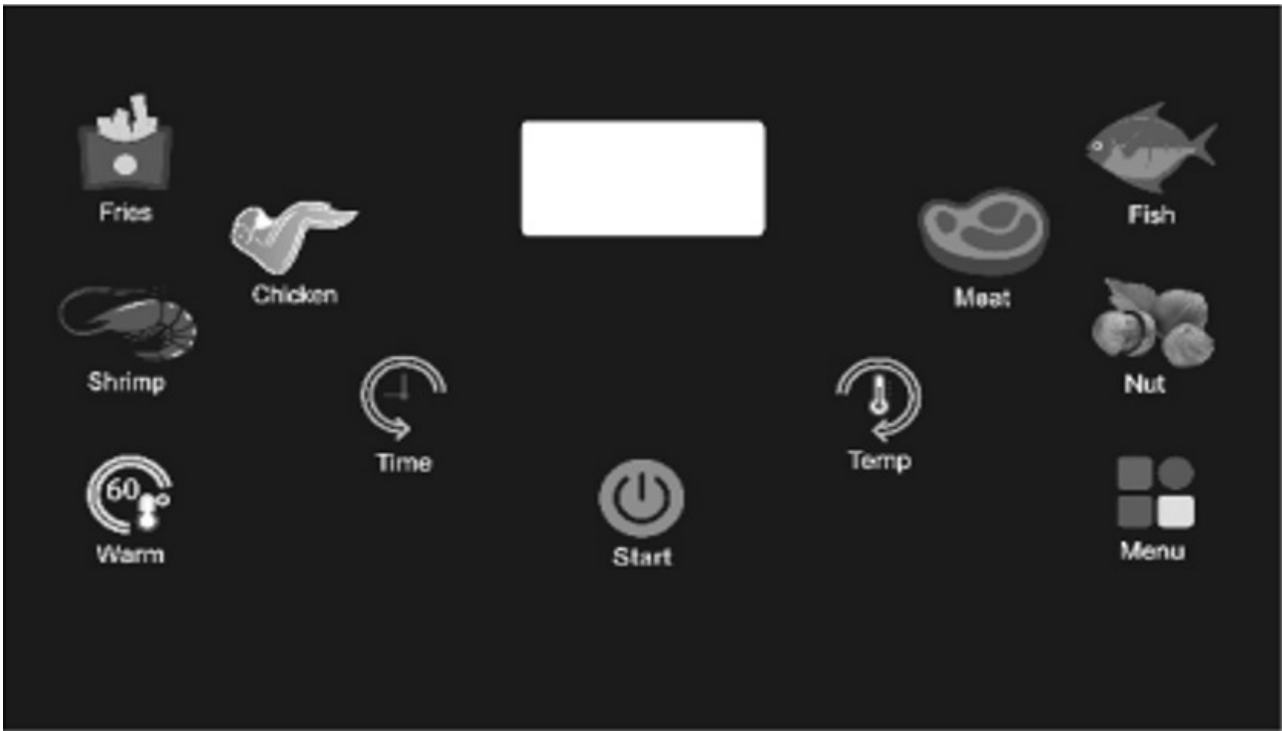 Fries
Fish
Chicken
Meat
Shrimp
Nut
Time
Temp
60
Warm
Start
Menu